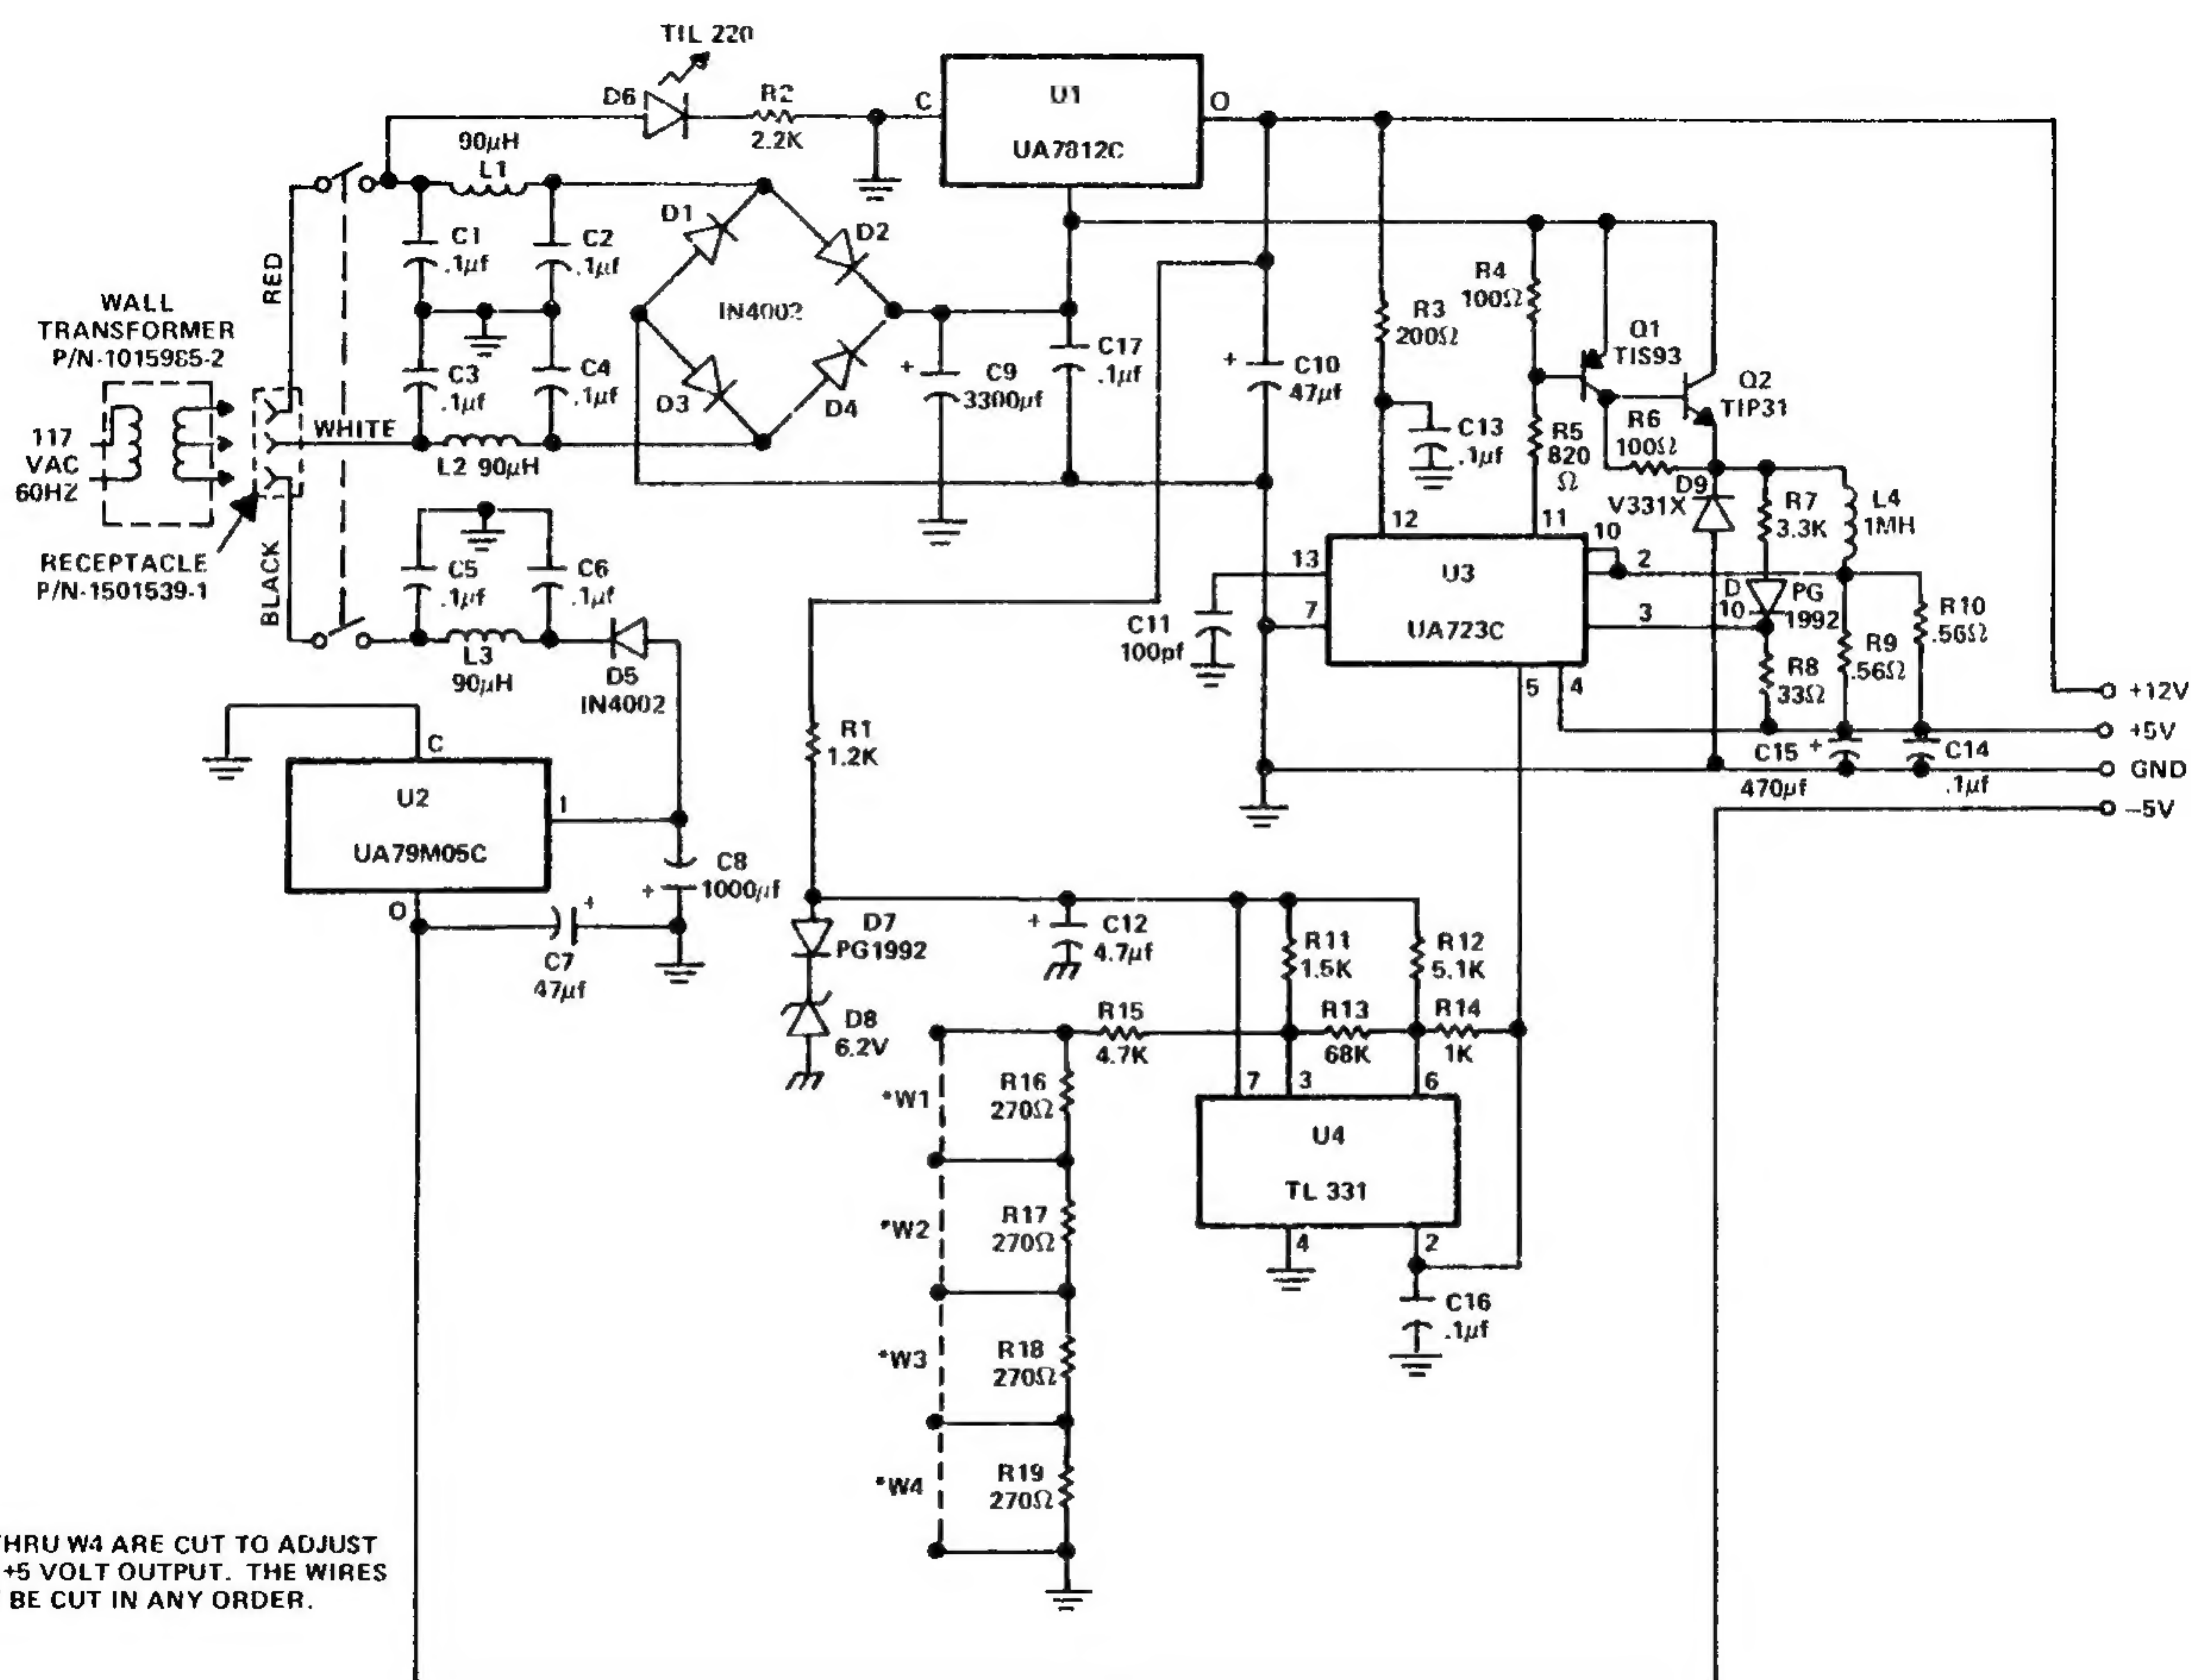 TIL 220
D6
R2
2.2K
C
U1
UA7812C
O
90µH
L1
RED
C1
.1µf
C2
.1µf
D1
D2
IN4002
D3
D4
C3
.1µf
C4
.1µf
WALL
TRANSFORMER
P/N-1015985-2
117
VAC
60HZ
WHITE
L2 90µH
RECEPTACLE
P/N-1501539-1
BLACK
C5
.1µf
C6
.1µf
L3
90µH
D5
IN4002
+
C9
3300µf
C17
.1µf
+
C10
47µf
R3
200Ω
R4
100Ω
Q1
TIS93
Q2
TIP31
C13
.1µf
R5
820
Ω
R6
100Ω
D9
V331X
R7
3.3K
L4
1MH
12
11
10
13
2
7
3
U3
UA723C
5
4
C11
100pf
D
10
PG
1992
R8
33Ω
R9
.56Ω
R10
.56Ω
+12V
+5V
GND
-5V
C15
+
470µf
C14
.1µf
C
U2
UA79M05C
1
O
C8
+
1000µf
+
C7
47µf
R1
1.2K
D7
PG1992
D8
6.2V
+
C12
4.7µf
R11
1.5K
R12
5.1K
R15
4.7K
R13
68K
R14
1K
7
3
6
U4
TL 331
4
2
C16
.1µf
*W1
R16
270Ω
*W2
R17
270Ω
*W3
R18
270Ω
*W4
R19
270Ω
THRU W4 ARE CUT TO ADJUST
+5 VOLT OUTPUT. THE WIRES
BE CUT IN ANY ORDER.